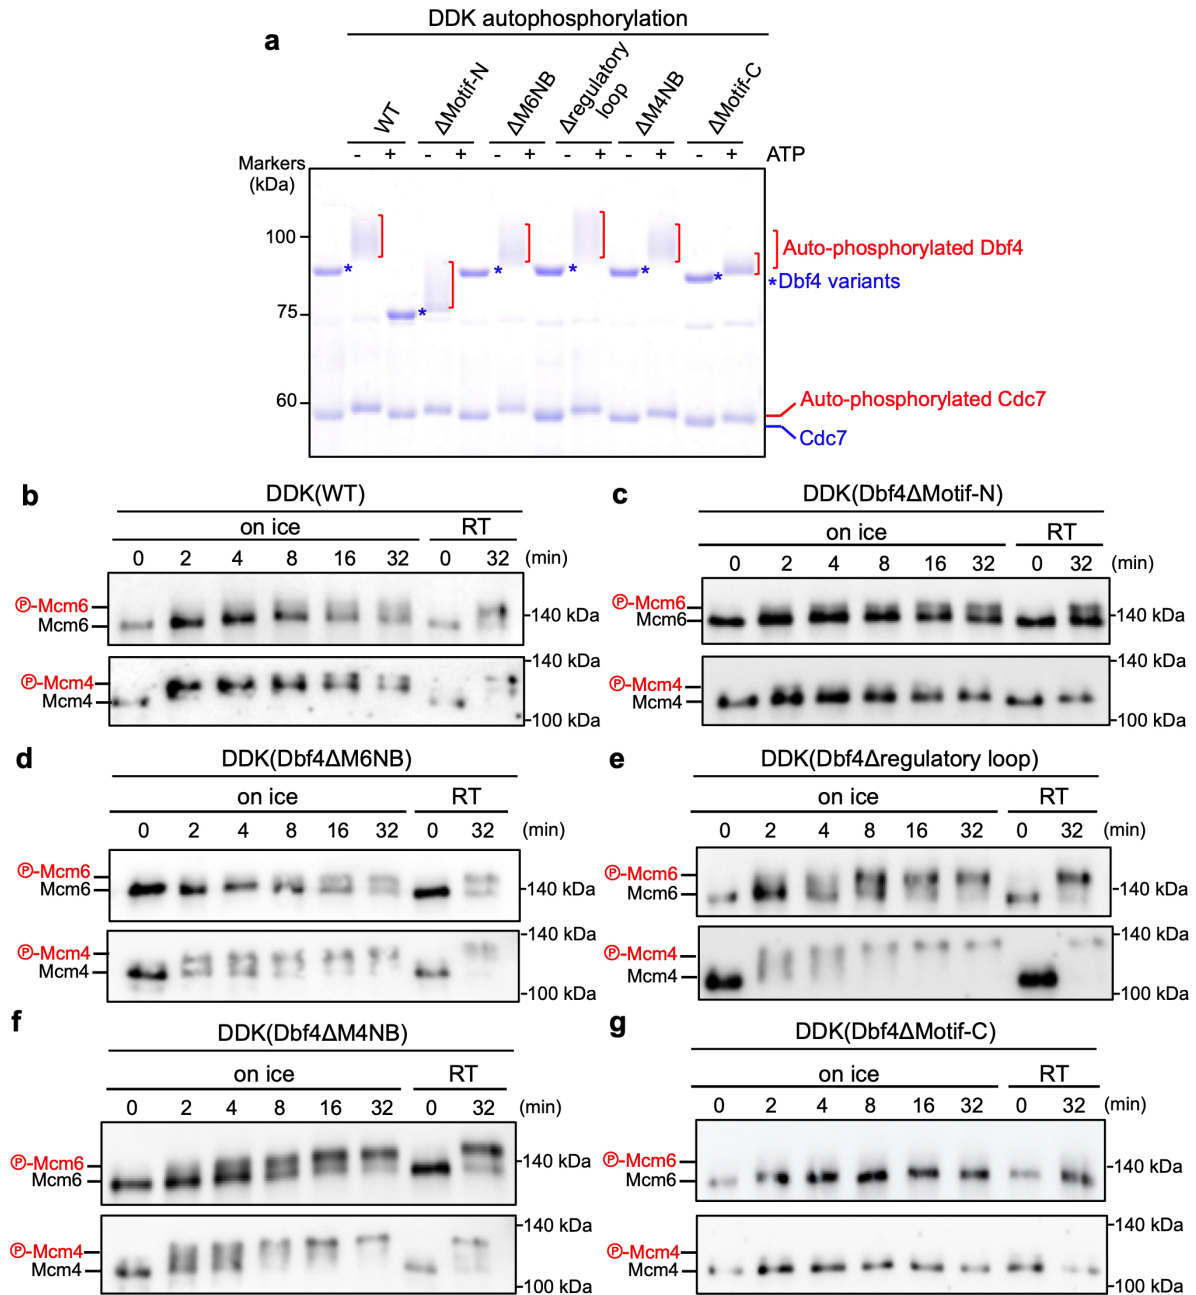 DDK autophosphorylation
a
WT
ΔMotif-N
ΔM6NB
Δregulatory
loop
ΔM4NB
ΔMotif-C
- + - + - + - + - + - + ATP
Markers
(kDa)
100
75
60
Auto-phosphorylated Dbf4
*Dbf4 variants
* * * * * *
Auto-phosphorylated Cdc7
Cdc7
b
DDK(WT)
on ice RT
0 2 4 8 16 32 0 32 (min)
Ⓟ-Mcm6
Mcm6
140 kDa
Ⓟ-Mcm4
Mcm4
140 kDa
100 kDa
c
DDK(Dbf4ΔMotif-N)
on ice RT
0 2 4 8 16 32 0 32 (min)
Ⓟ-Mcm6
Mcm6
140 kDa
Ⓟ-Mcm4
Mcm4
140 kDa
100 kDa
d
DDK(Dbf4ΔM6NB)
on ice RT
0 2 4 8 16 32 0 32 (min)
Ⓟ-Mcm6
Mcm6
140 kDa
Ⓟ-Mcm4
Mcm4
140 kDa
100 kDa
e
DDK(Dbf4Δregulatory loop)
on ice RT
0 2 4 8 16 32 0 32 (min)
Ⓟ-Mcm6
Mcm6
140 kDa
Ⓟ-Mcm4
Mcm4
140 kDa
100 kDa
f
DDK(Dbf4ΔM4NB)
on ice RT
0 2 4 8 16 32 0 32 (min)
Ⓟ-Mcm6
Mcm6
140 kDa
Ⓟ-Mcm4
Mcm4
140 kDa
100 kDa
g
DDK(Dbf4ΔMotif-C)
on ice RT
0 2 4 8 16 32 0 32 (min)
Ⓟ-Mcm6
Mcm6
140 kDa
Ⓟ-Mcm4
Mcm4
140 kDa
100 kDa